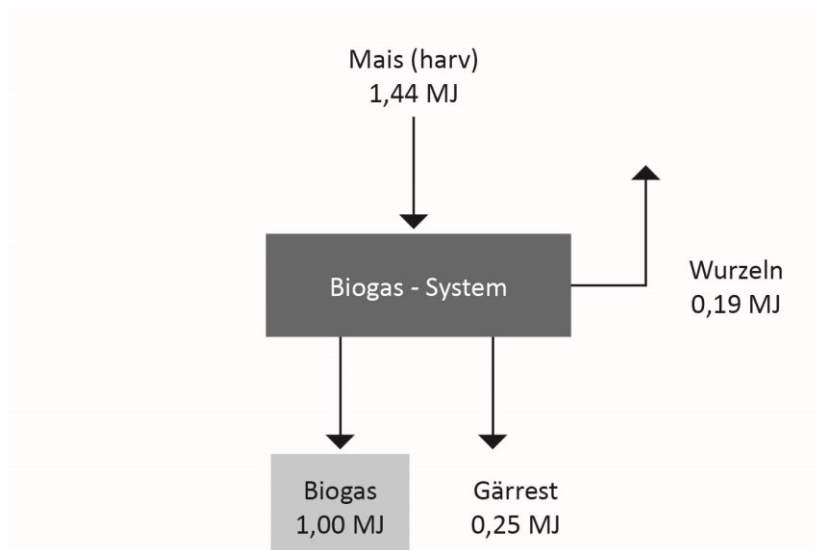 Mais (harv)
1,44 MJ
Biogas - System
Wurzeln
0,19 MJ
Biogas
1,00 MJ
Gärrest
0,25 MJ